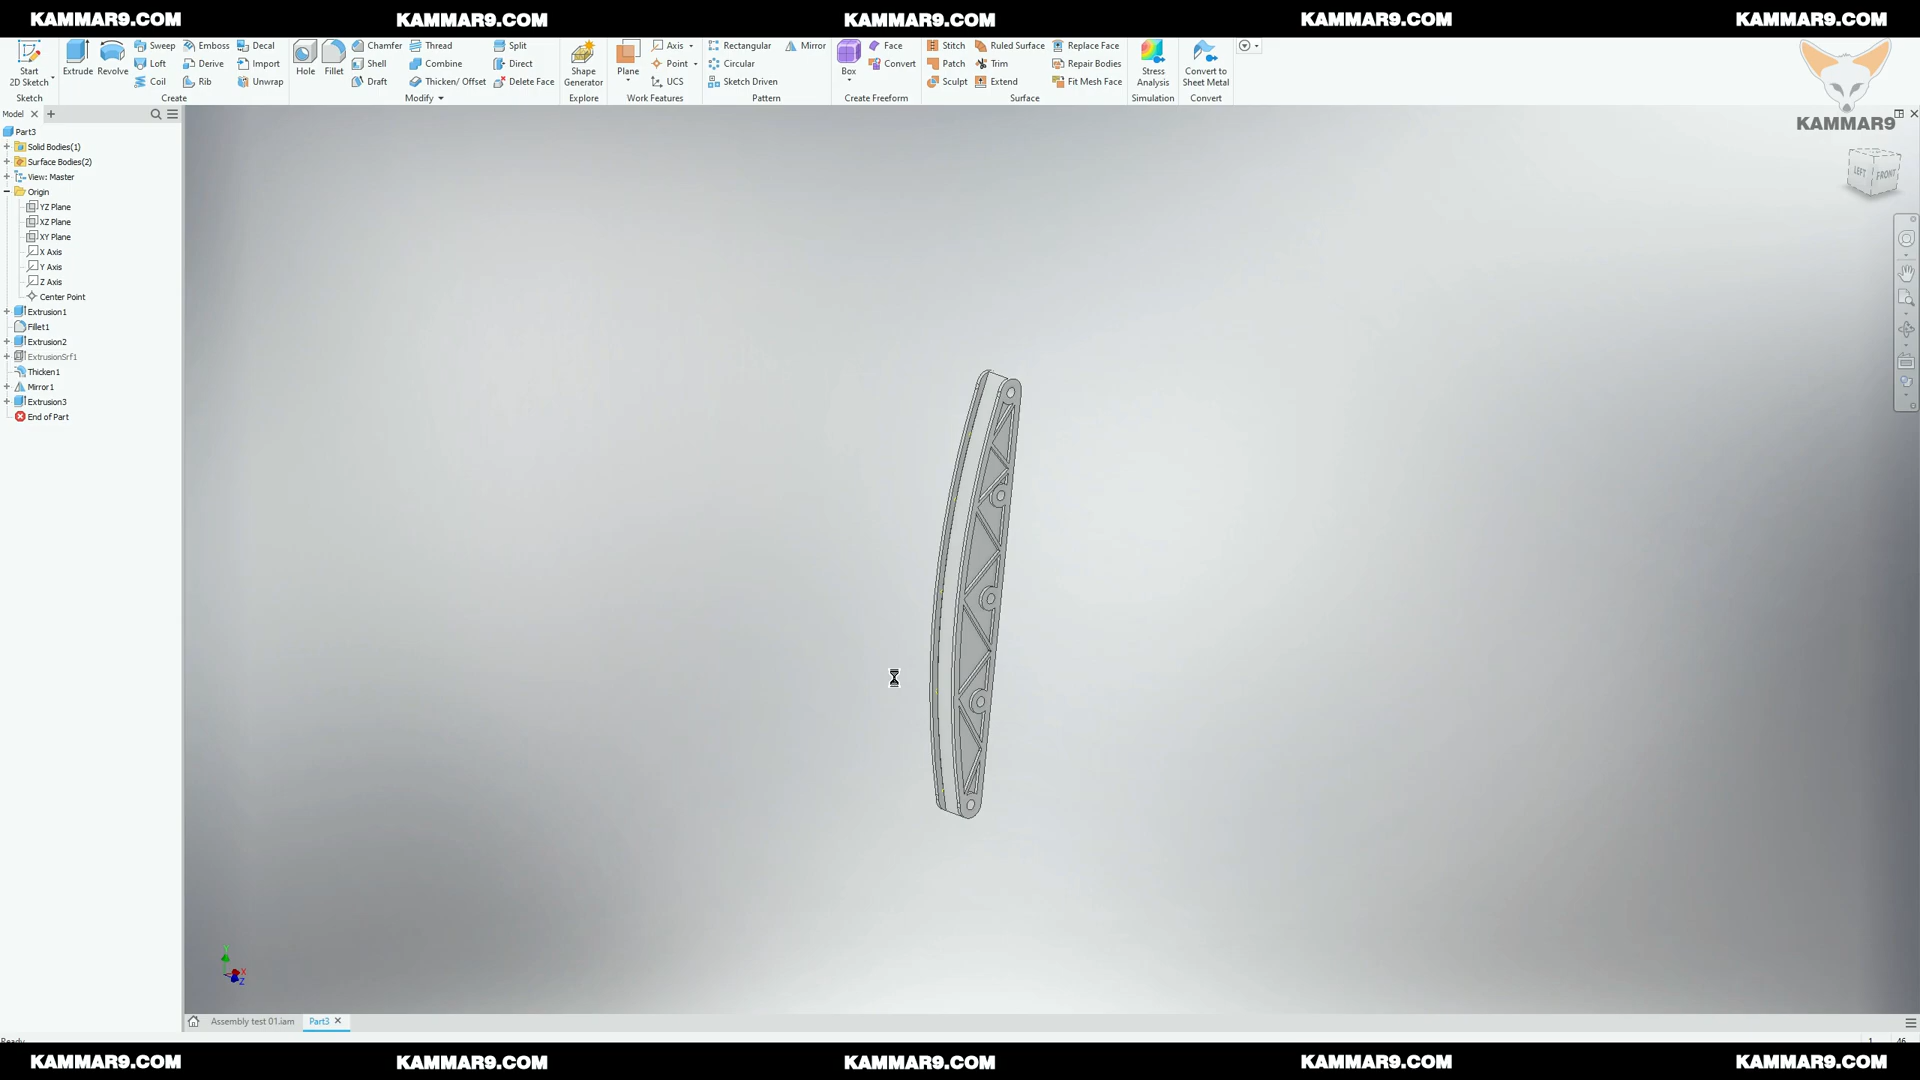 KAMMAR9.COM KAMMAR9.COM KAMMAR9.COM KAMMAR9.COM KAMMAR9.COM
Start 2D Sketch
Sketch
Extrude Revolve
Sweep Emboss Decal
Loft Derive Import
Coil Rib Unwrap
Create
Hole Fillet
Chamfer Thread Split
Shell Combine Direct
Draft Thicken/ Offset Delete Face
Modify
Shape Generator
Explore
Plane
Axis
Point
UCS
Work Features
Rectangular Mirror
Circular
Sketch Driven
Pattern
Box
Face
Convert
Create Freeform
Stitch Ruled Surface Replace Face
Patch Trim Repair Bodies
Sculpt Extend Fit Mesh Face
Surface
Stress Analysis
Simulation
Convert to Sheet Metal
Convert
KAMMAR9
LEFT FRONT
Model
Part3
Solid Bodies(1)
Surface Bodies(2)
View: Master
Origin
YZ Plane
XZ Plane
XY Plane
X Axis
Y Axis
Z Axis
Center Point
Extrusion1
Fillet1
Extrusion2
ExtrusionSrf1
Thicken1
Mirror1
Extrusion3
End of Part
Y
X
Z
Assembly test 01.iam Part3
Ready
1 46
KAMMAR9.COM KAMMAR9.COM KAMMAR9.COM KAMMAR9.COM KAMMAR9.COM